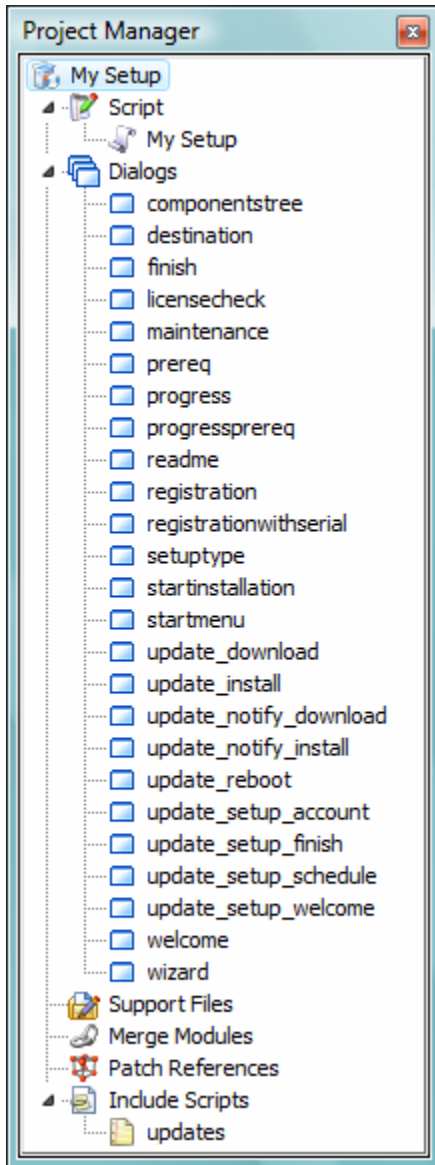 Project Manager
My Setup
Script
My Setup
Dialogs
componentstree
destination
finish
licensecheck
maintenance
prereq
progress
progressprereq
readme
registration
registrationwithserial
setuptype
startinstallation
startmenu
update_download
update_install
update_notify_download
update_notify_install
update_reboot
update_setup_account
update_setup_finish
update_setup_schedule
update_setup_welcome
welcome
wizard
Support Files
Merge Modules
Patch References
Include Scripts
updates